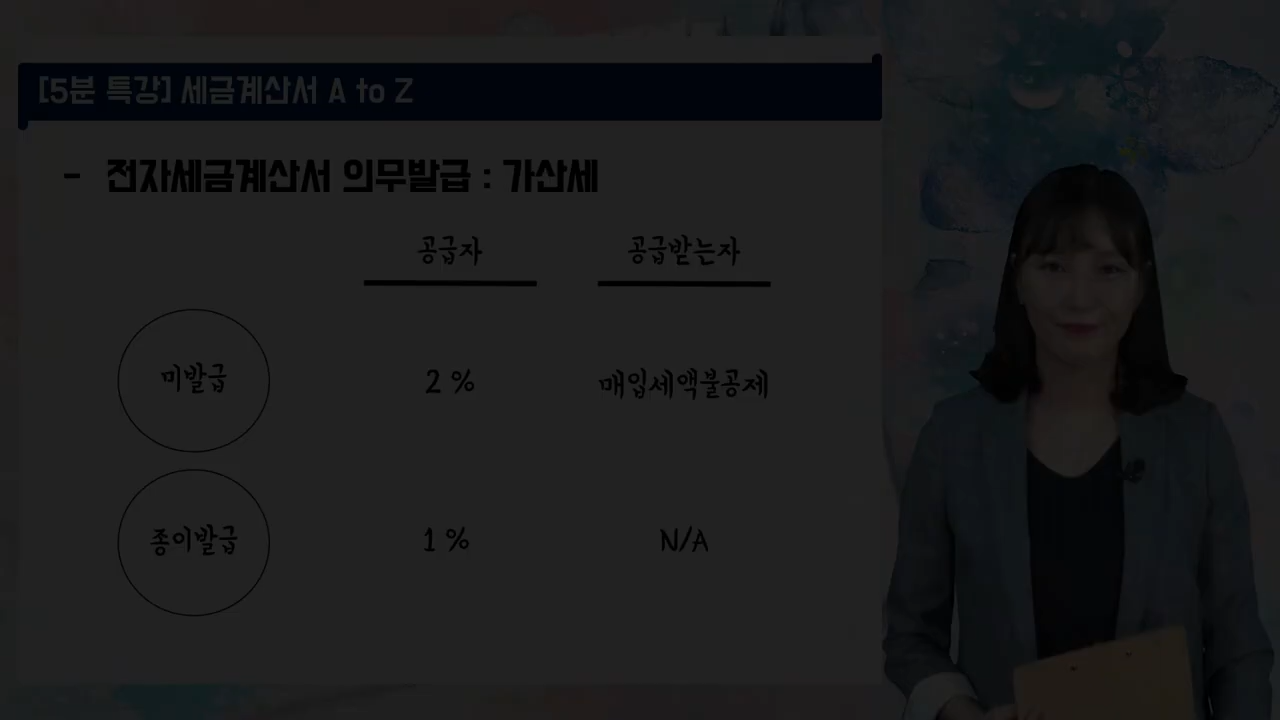 [5분 특강] 세금계산서 A to Z
- 전자세금계산서 의무발급 : 가산세
공급자 공급받는자
미발급 2 % 매입세액불공제
종이발급 1 % N/A